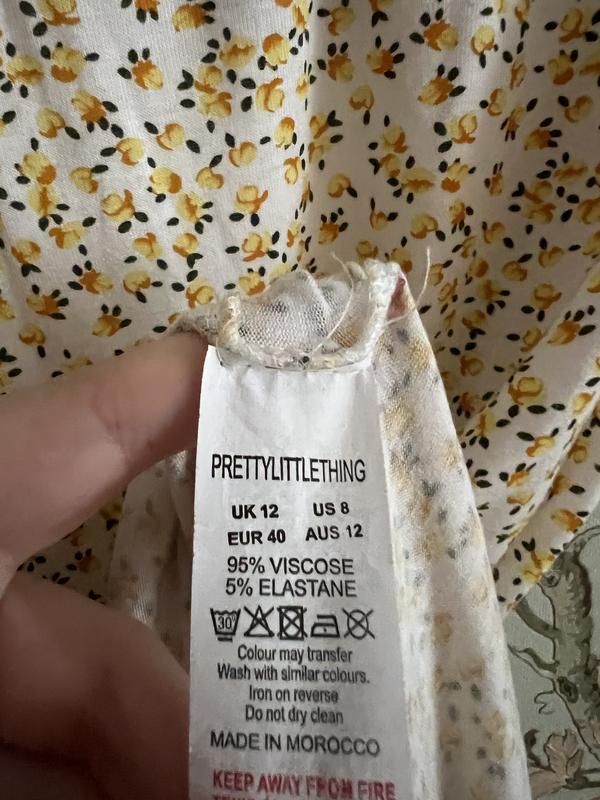 PRETTYLITTLETHING
UK 12 US 8
EUR 40 AUS 12
95% VISCOSE
5% ELASTANE
30°
Colour may transfer
Wash with similar colours.
Iron on reverse
Do not dry clean
MADE IN MOROCCO
KEEP AWAY FROM FIRE